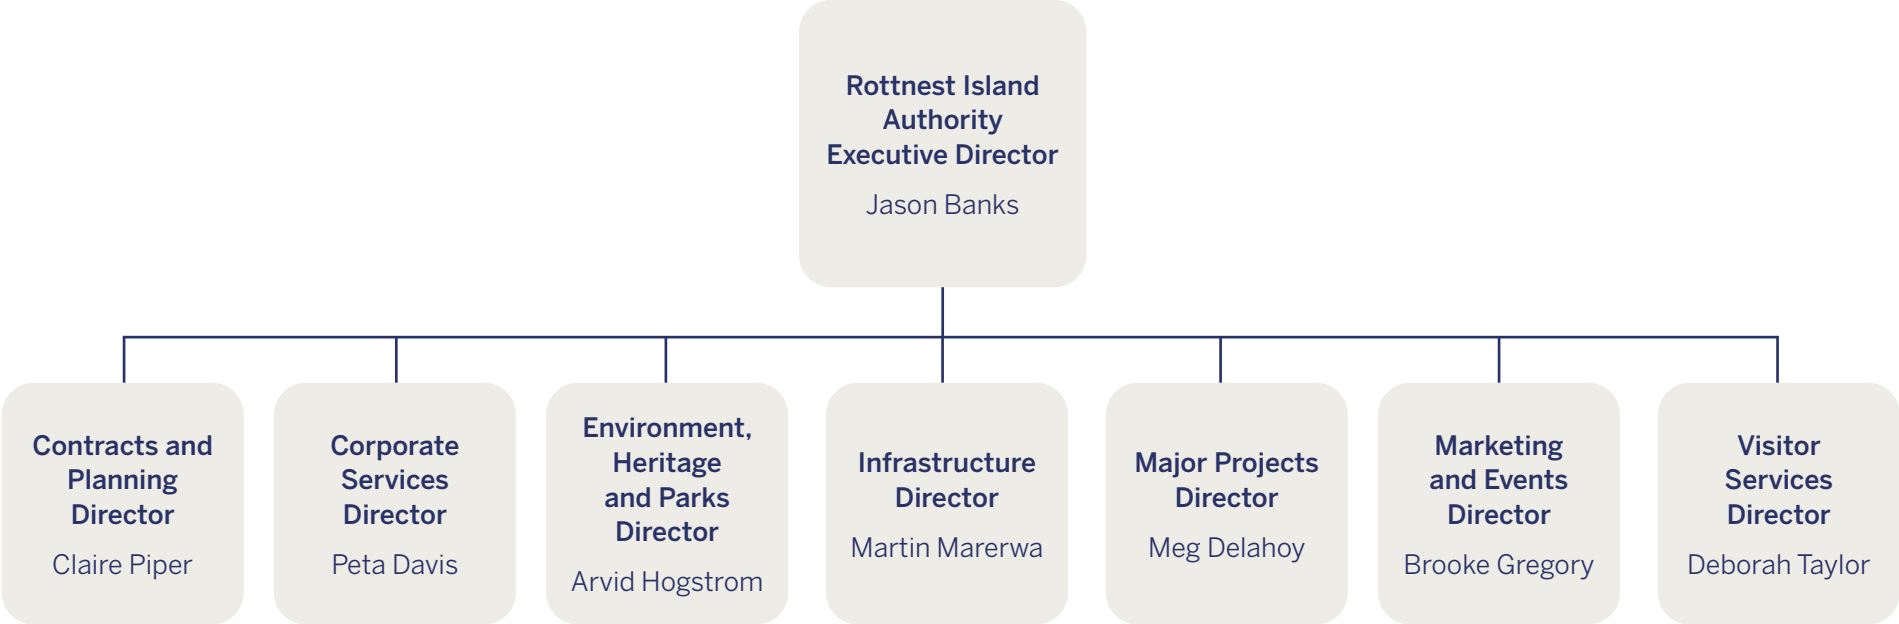 Rottnest Island
Authority
Executive Director
Jason Banks
Contracts and
Planning
Director
Claire Piper
Corporate
Services
Director
Peta Davis
Environment,
Heritage
and Parks
Director
Arvid Hogstrom
Infrastructure
Director
Martin Marerwa
Major Projects
Director
Meg Delahoy
Marketing
and Events
Director
Brooke Gregory
Visitor
Services
Director
Deborah Taylor